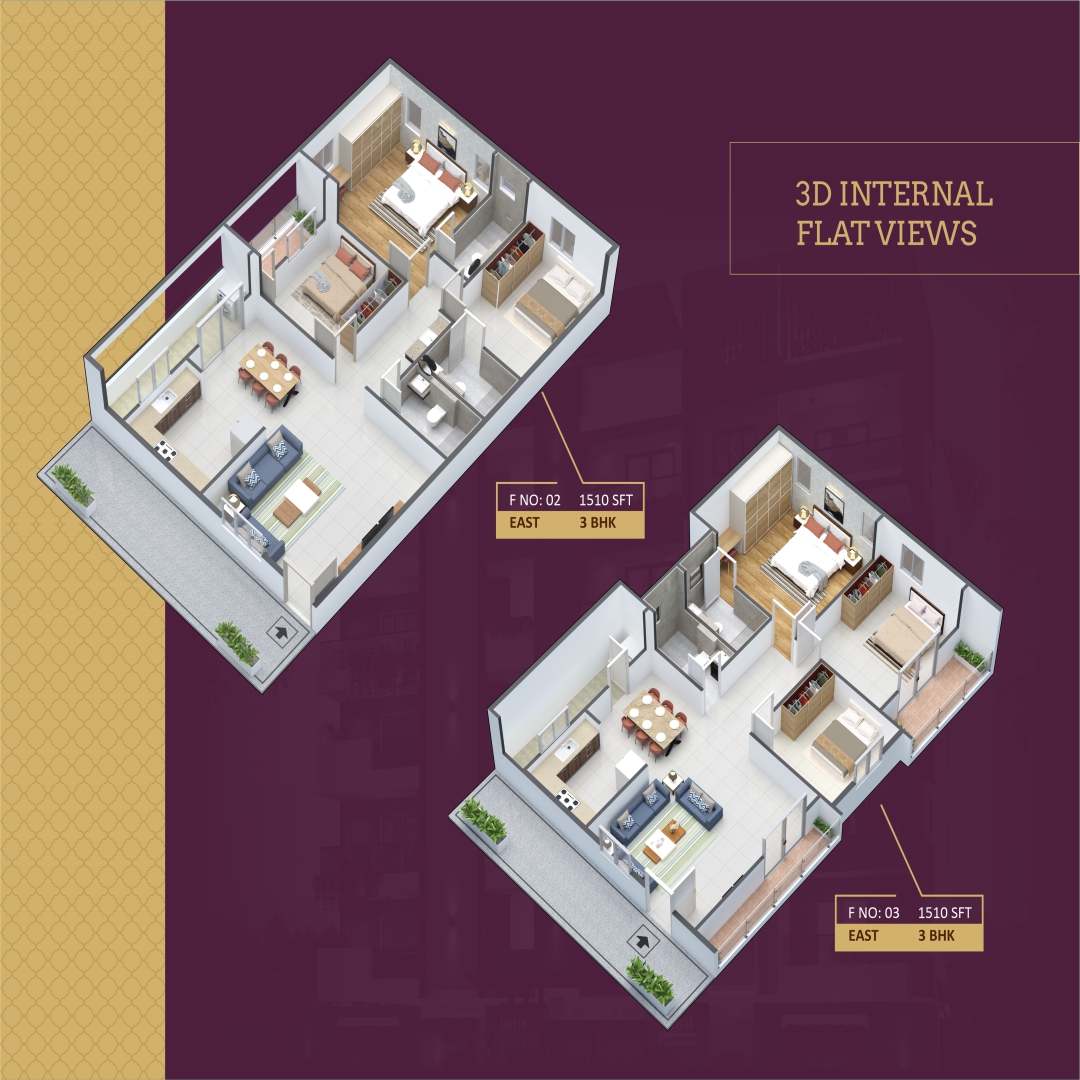 3D INTERNAL
FLAT VIEWS
F NO: 02 1510 SFT
EAST 3 BHK
F NO: 03 1510 SFT
EAST 3 BHK